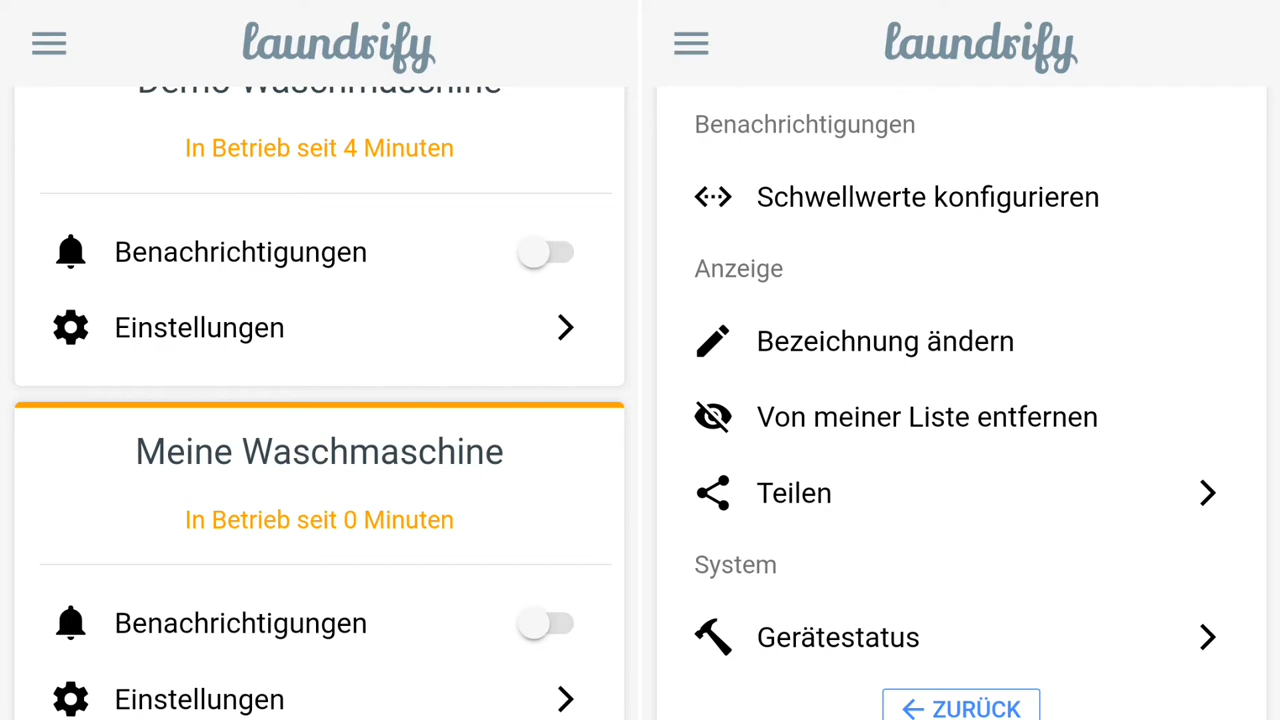 laundrify
Demo Waschmaschine
In Betrieb seit 4 Minuten
Benachrichtigungen
Einstellungen
Meine Waschmaschine
In Betrieb seit 0 Minuten
Benachrichtigungen
Einstellungen
laundrify
Benachrichtigungen
Schwellwerte konfigurieren
Anzeige
Bezeichnung ändern
Von meiner Liste entfernen
Teilen
System
Gerätestatus
ZURÜCK